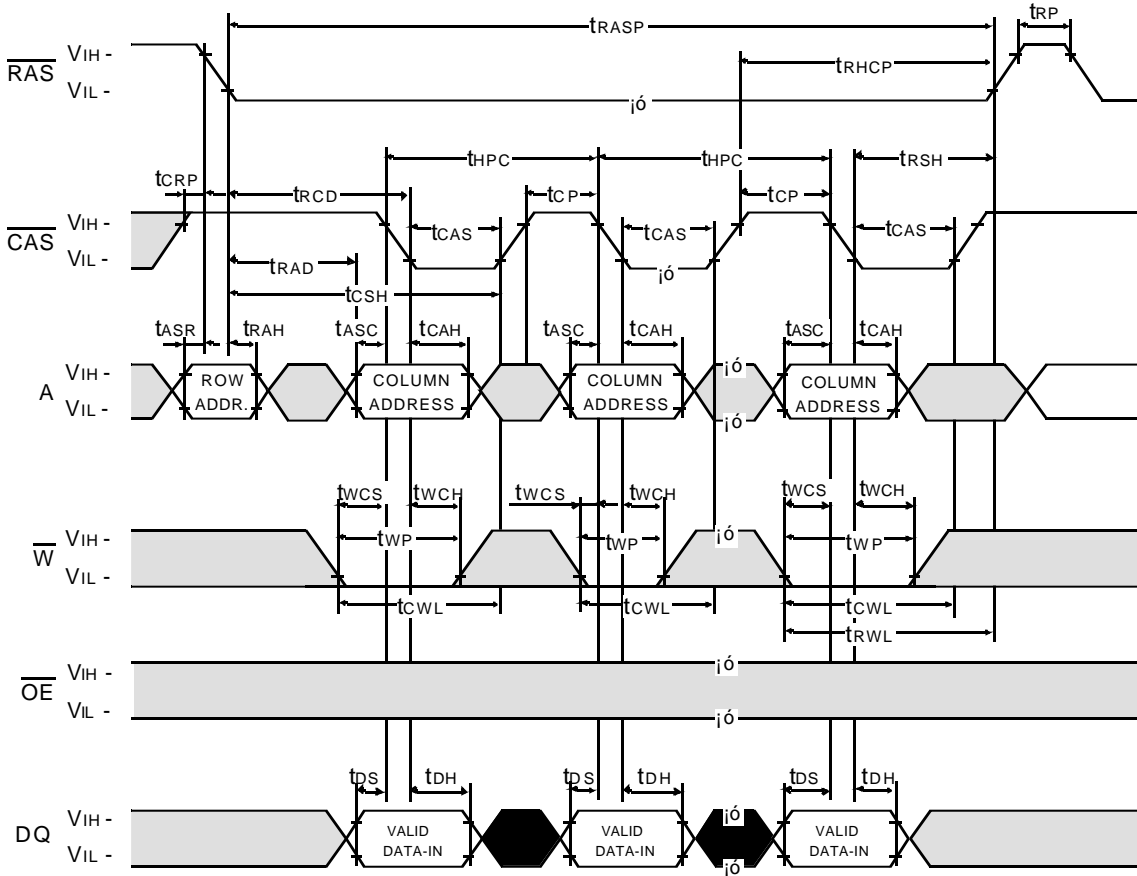 tRASP
tRP
RAS
VIH -
VIL -
tRHCP
¡ó
tHPC
tHPC
tRSH
tCRP
tRCD
tCP
tCP
CAS
VIH -
VIL -
tCAS
tCAS
tCAS
¡ó
tRAD
tCSH
tASR
tRAH
tASC
tCAH
tASC
tCAH
tASC
tCAH
A
VIH -
VIL -
ROW
ADDR.
COLUMN
ADDRESS
COLUMN
ADDRESS
¡ó
¡ó
COLUMN
ADDRESS
tWCS
tWCH
tWCS
tWCH
tWCS
tWCH
W
VIH -
VIL -
tWP
tWP
¡ó
tWP
tCWL
tCWL
tCWL
tRWL
OE
VIH -
VIL -
¡ó
¡ó
tDS
tDH
tDS
tDH
tDS
tDH
DQ
VIH -
VIL -
VALID
DATA-IN
VALID
DATA-IN
¡ó
¡ó
VALID
DATA-IN